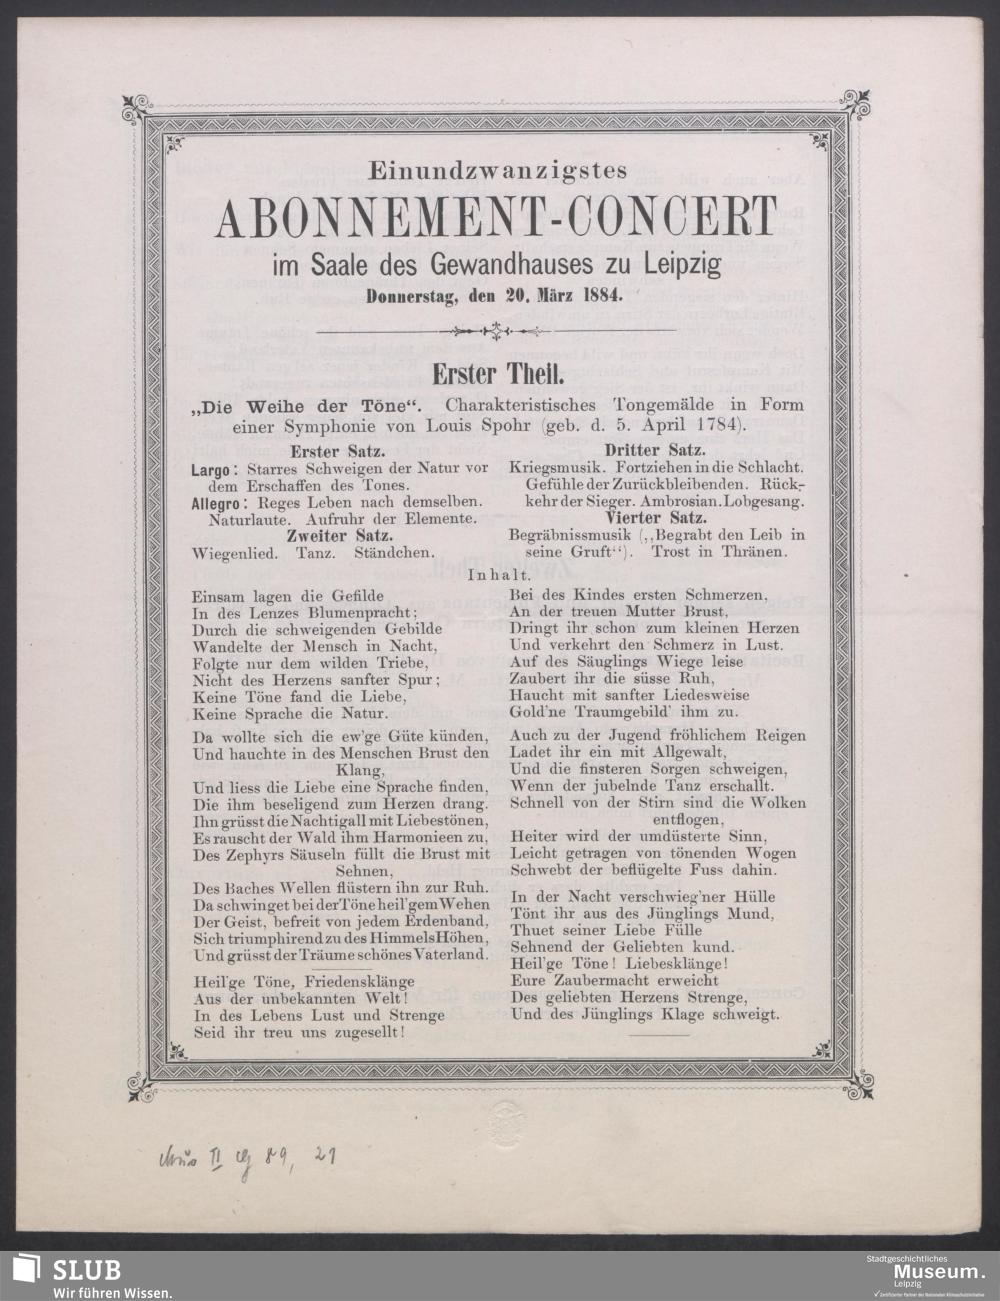 Einundzwanzigstes
ABONNEMENT-CONCERT
im Saale des Gewandhauses zu Leipzig
Donnerstag, den 20. März 1884.
Erster Theil.
„Die Weihe der Töne“. Charakteristisches Tongemälde in Form
einer Symphonie von Louis Spohr (geb. d. 5. April 1784).
Erster Satz.
Largo: Starres Schweigen der Natur vor
dem Erschaffen des Tones.
Allegro: Reges Leben nach demselben.
Naturlaute. Aufruhr der Elemente.
Zweiter Satz.
Wiegenlied. Tanz. Ständchen.
Dritter Satz.
Kriegsmusik. Fortziehen in die Schlacht.
Gefühle der Zurückbleibenden. Rück-
kehr der Sieger. Ambrosian. Lobgesang.
Vierter Satz.
Begräbnissmusik („Begrabt den Leib in
seine Gruft“). Trost in Thränen.
Inhalt.
Einsam lagen die Gefilde
In des Lenzes Blumenpracht;
Durch die schweigenden Gebilde
Wandelte der Mensch in Nacht,
Folgte nur dem wilden Triebe,
Nicht des Herzens sanfter Spur;
Keine Töne fand die Liebe,
Keine Sprache die Natur.
Da wollte sich die ew'ge Güte künden,
Und hauchte in des Menschen Brust den
Klang,
Und liess die Liebe eine Sprache finden,
Die ihm beseligend zum Herzen drang.
Ihn grüsst die Nachtigall mit Liebestönen,
Es rauscht der Wald ihm Harmonieen zu,
Des Zephyrs Säuseln füllt die Brust mit
Sehnen,
Des Baches Wellen flüstern ihn zur Ruh.
Da schwinget bei der Töne heil'gem Wehen
Der Geist, befreit von jedem Erdenband,
Sich triumphirend zu des Himmels Höhen,
Und grüsst der Träume schönes Vaterland.
Heil'ge Töne, Friedensklänge
Aus der unbekannten Welt!
In des Lebens Lust und Strenge
Seid ihr treu uns zugesellt!
Bei des Kindes ersten Schmerzen,
An der treuen Mutter Brust,
Dringt ihr schon zum kleinen Herzen
Und verkehrt den Schmerz in Lust.
Auf des Säuglings Wiege leise
Zaubert ihr die süsse Ruh,
Haucht mit sanfter Liedesweise
Gold'ne Traumgebild' ihm zu.
Auch zu der Jugend fröhlichem Reigen
Ladet ihr ein mit Allgewalt,
Und die finsteren Sorgen schweigen,
Wenn der jubelnde Tanz erschallt.
Schnell von der Stirn sind die Wolken
entflogen,
Heiter wird der umdüsterte Sinn,
Leicht getragen von tönenden Wogen
Schwebt der beflügelte Fuss dahin.
In der Nacht verschwieg'ner Hülle
Tönt ihr aus des Jünglings Mund,
Thuet seiner Liebe Fülle
Sehnend der Geliebten kund.
Heil'ge Töne! Liebesklänge!
Eure Zaubermacht erweicht
Des geliebten Herzens Strenge,
Und des Jünglings Klage schweigt.
II 89, 21
SLUB
Wir führen Wissen.
Stadtgeschichtliches
Museum.
Leipzig
Zertifizierter Partner der Nationalen Klimaschutzinitiative